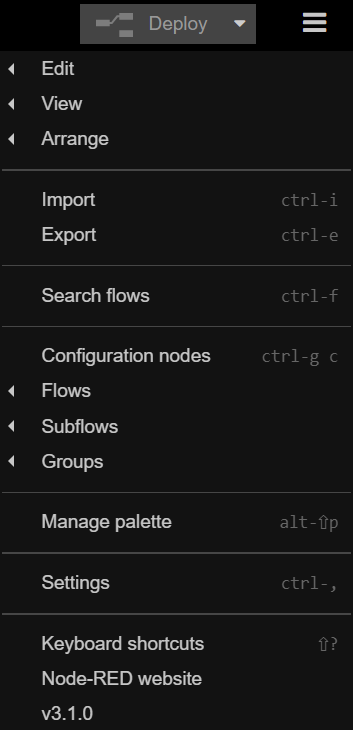 Deploy
Edit
View
Arrange
Import ctrl-i
Export ctrl-e
Search flows ctrl-f
Configuration nodes ctrl-g c
Flows
Subflows
Groups
Manage palette alt-⇧p
Settings ctrl-,
Keyboard shortcuts ⇧?
Node-RED website
v3.1.0